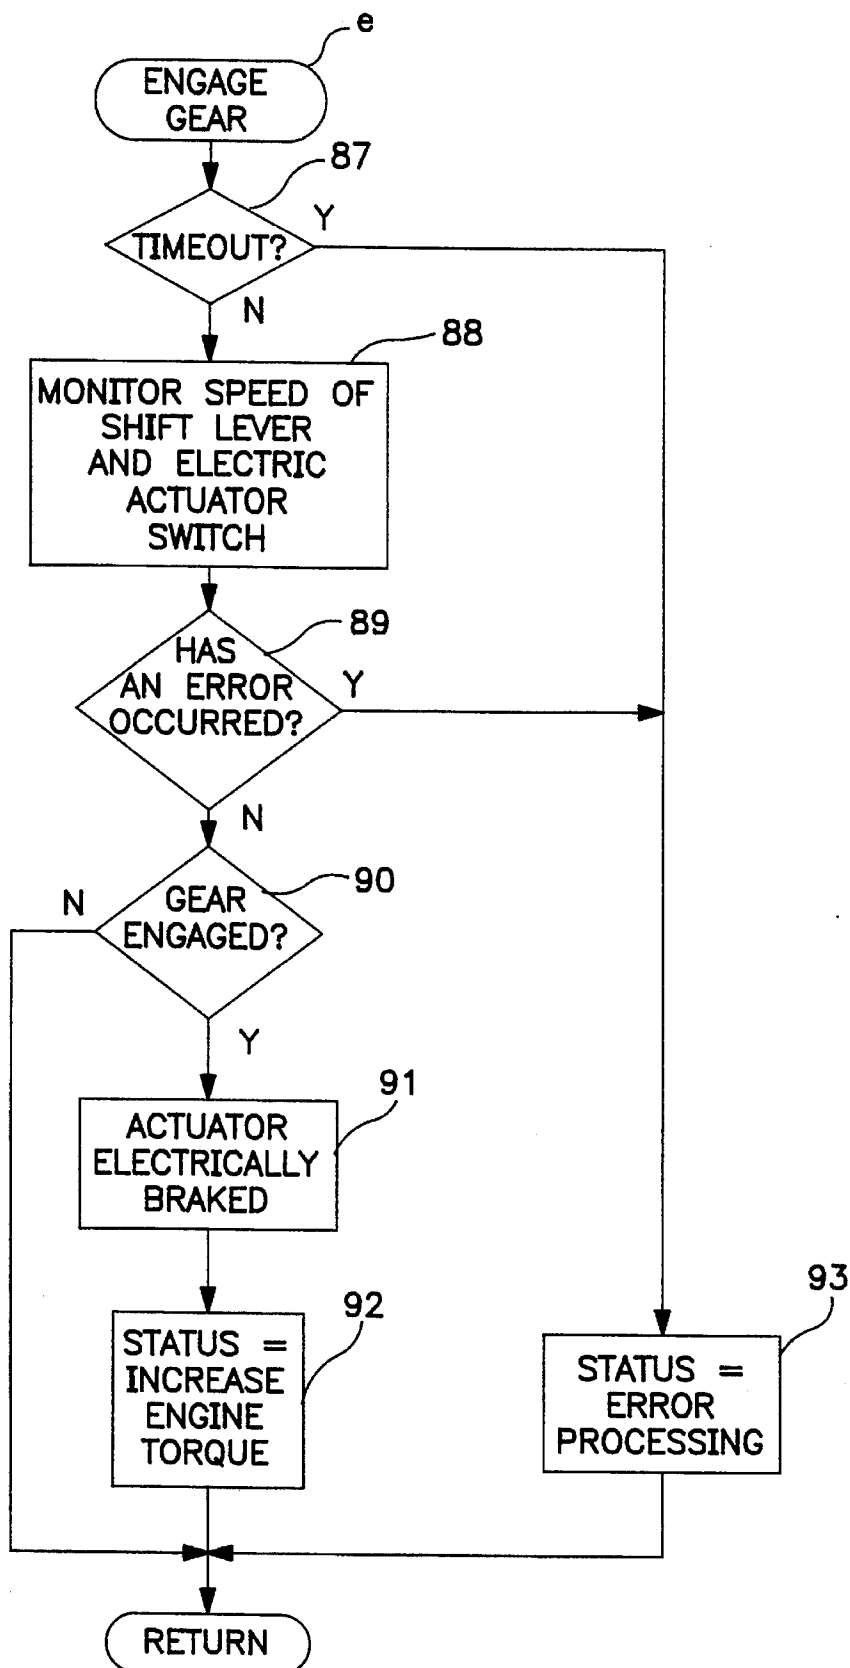 e
ENGAGE
GEAR
87
TIMEOUT?
Y
N
88
MONITOR SPEED OF
SHIFT LEVER
AND ELECTRIC
ACTUATOR
SWITCH
89
HAS
AN ERROR
OCCURRED?
Y
N
90
GEAR
ENGAGED?
N
Y
91
ACTUATOR
ELECTRICALLY
BRAKED
92
STATUS =
INCREASE
ENGINE
TORQUE
93
STATUS =
ERROR
PROCESSING
RETURN